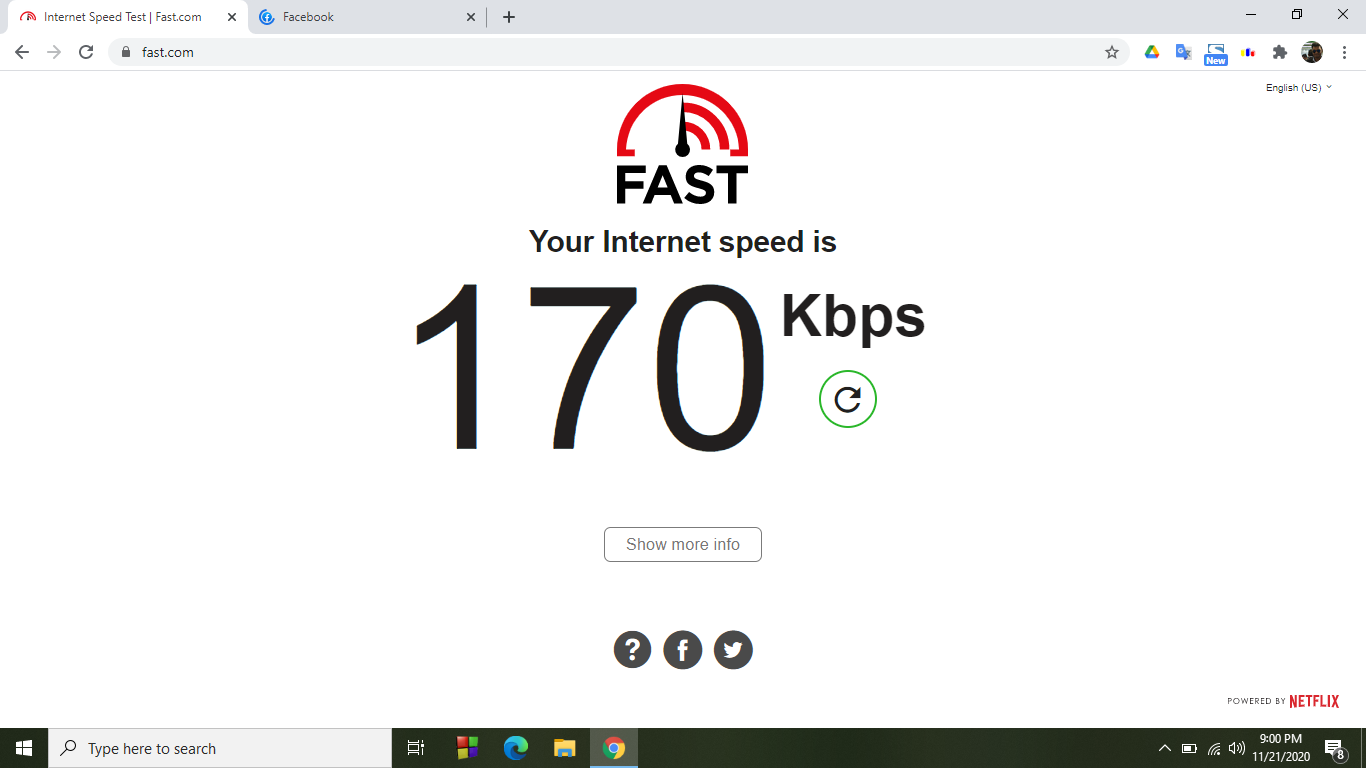 Internet Speed Test | Fast.com
Facebook
fast.com
New
English (US)
FAST
Your Internet speed is
170 Kbps
Show more info
?
f
POWERED BY NETFLIX
Type here to search
9:00 PM
11/21/2020
8